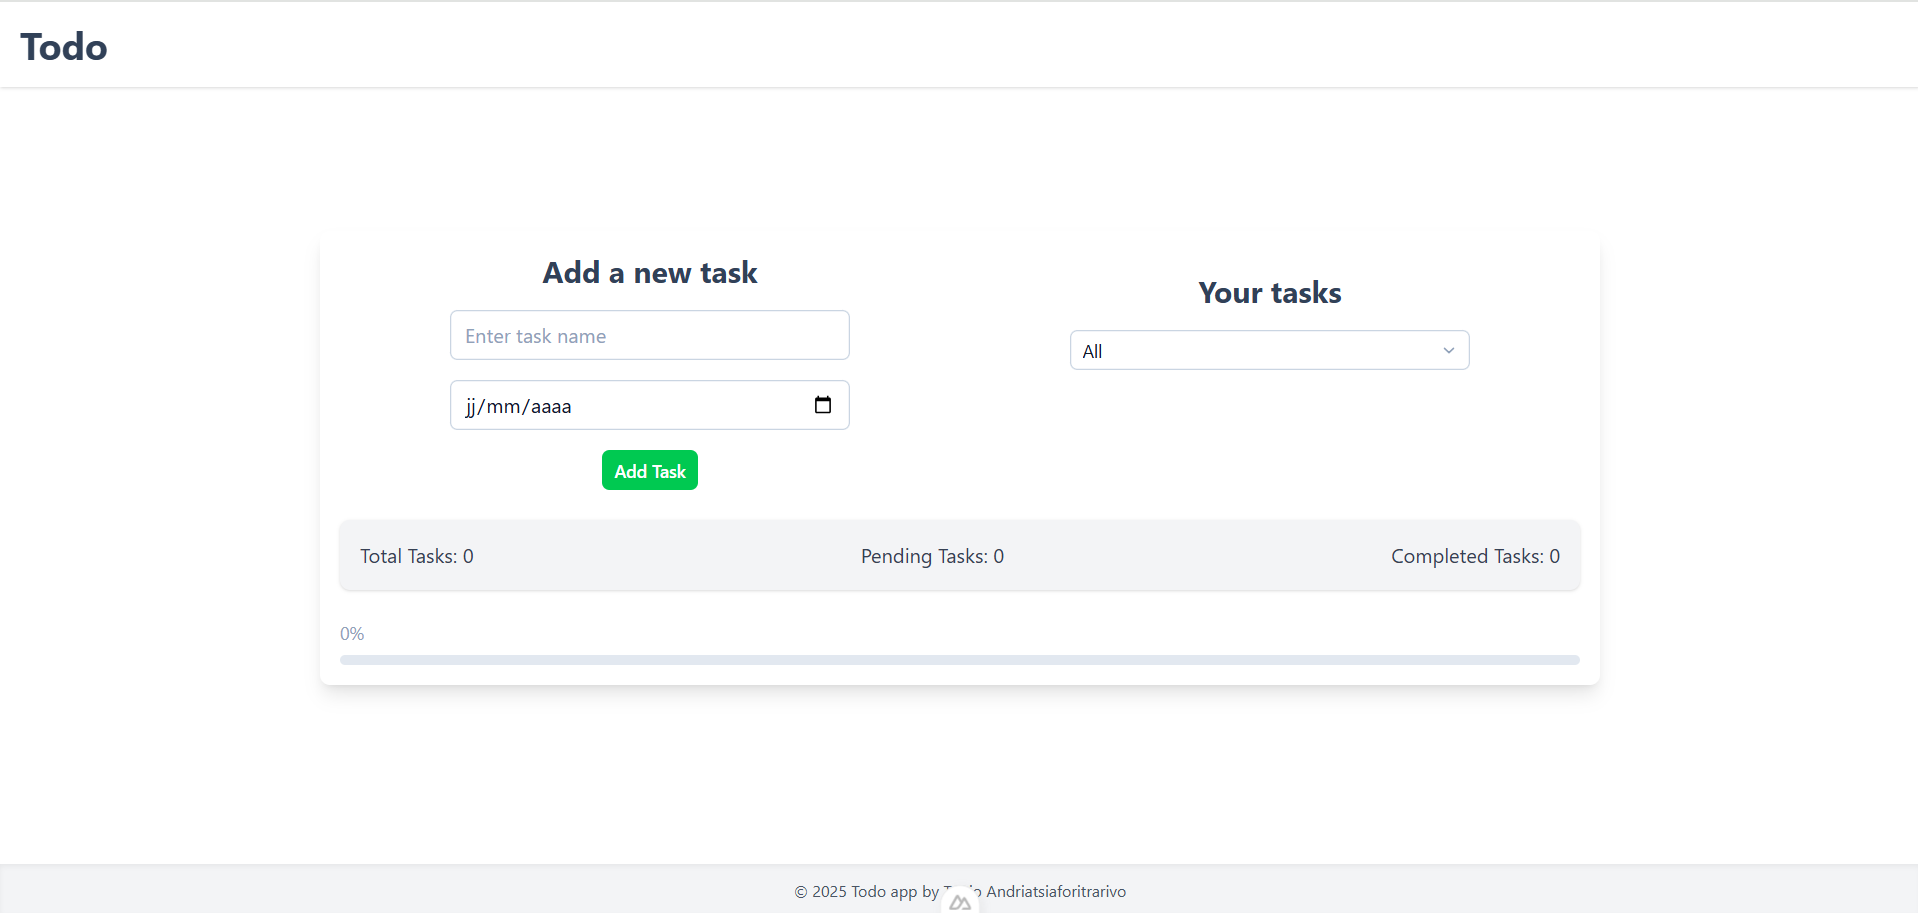 Todo
Add a new task
Enter task name
jj/mm/aaaa
Add Task
Your tasks
All
Total Tasks: 0
Pending Tasks: 0
Completed Tasks: 0
0%
© 2025 Todo app by Andriatsiaforitrarivo